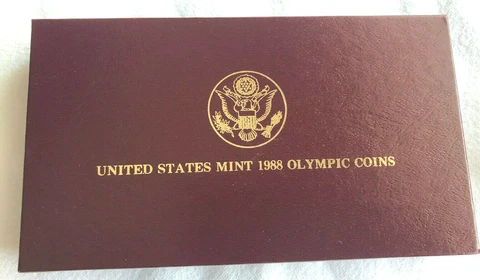 UNITED STATES MINT 1988 OLYMPIC COINS